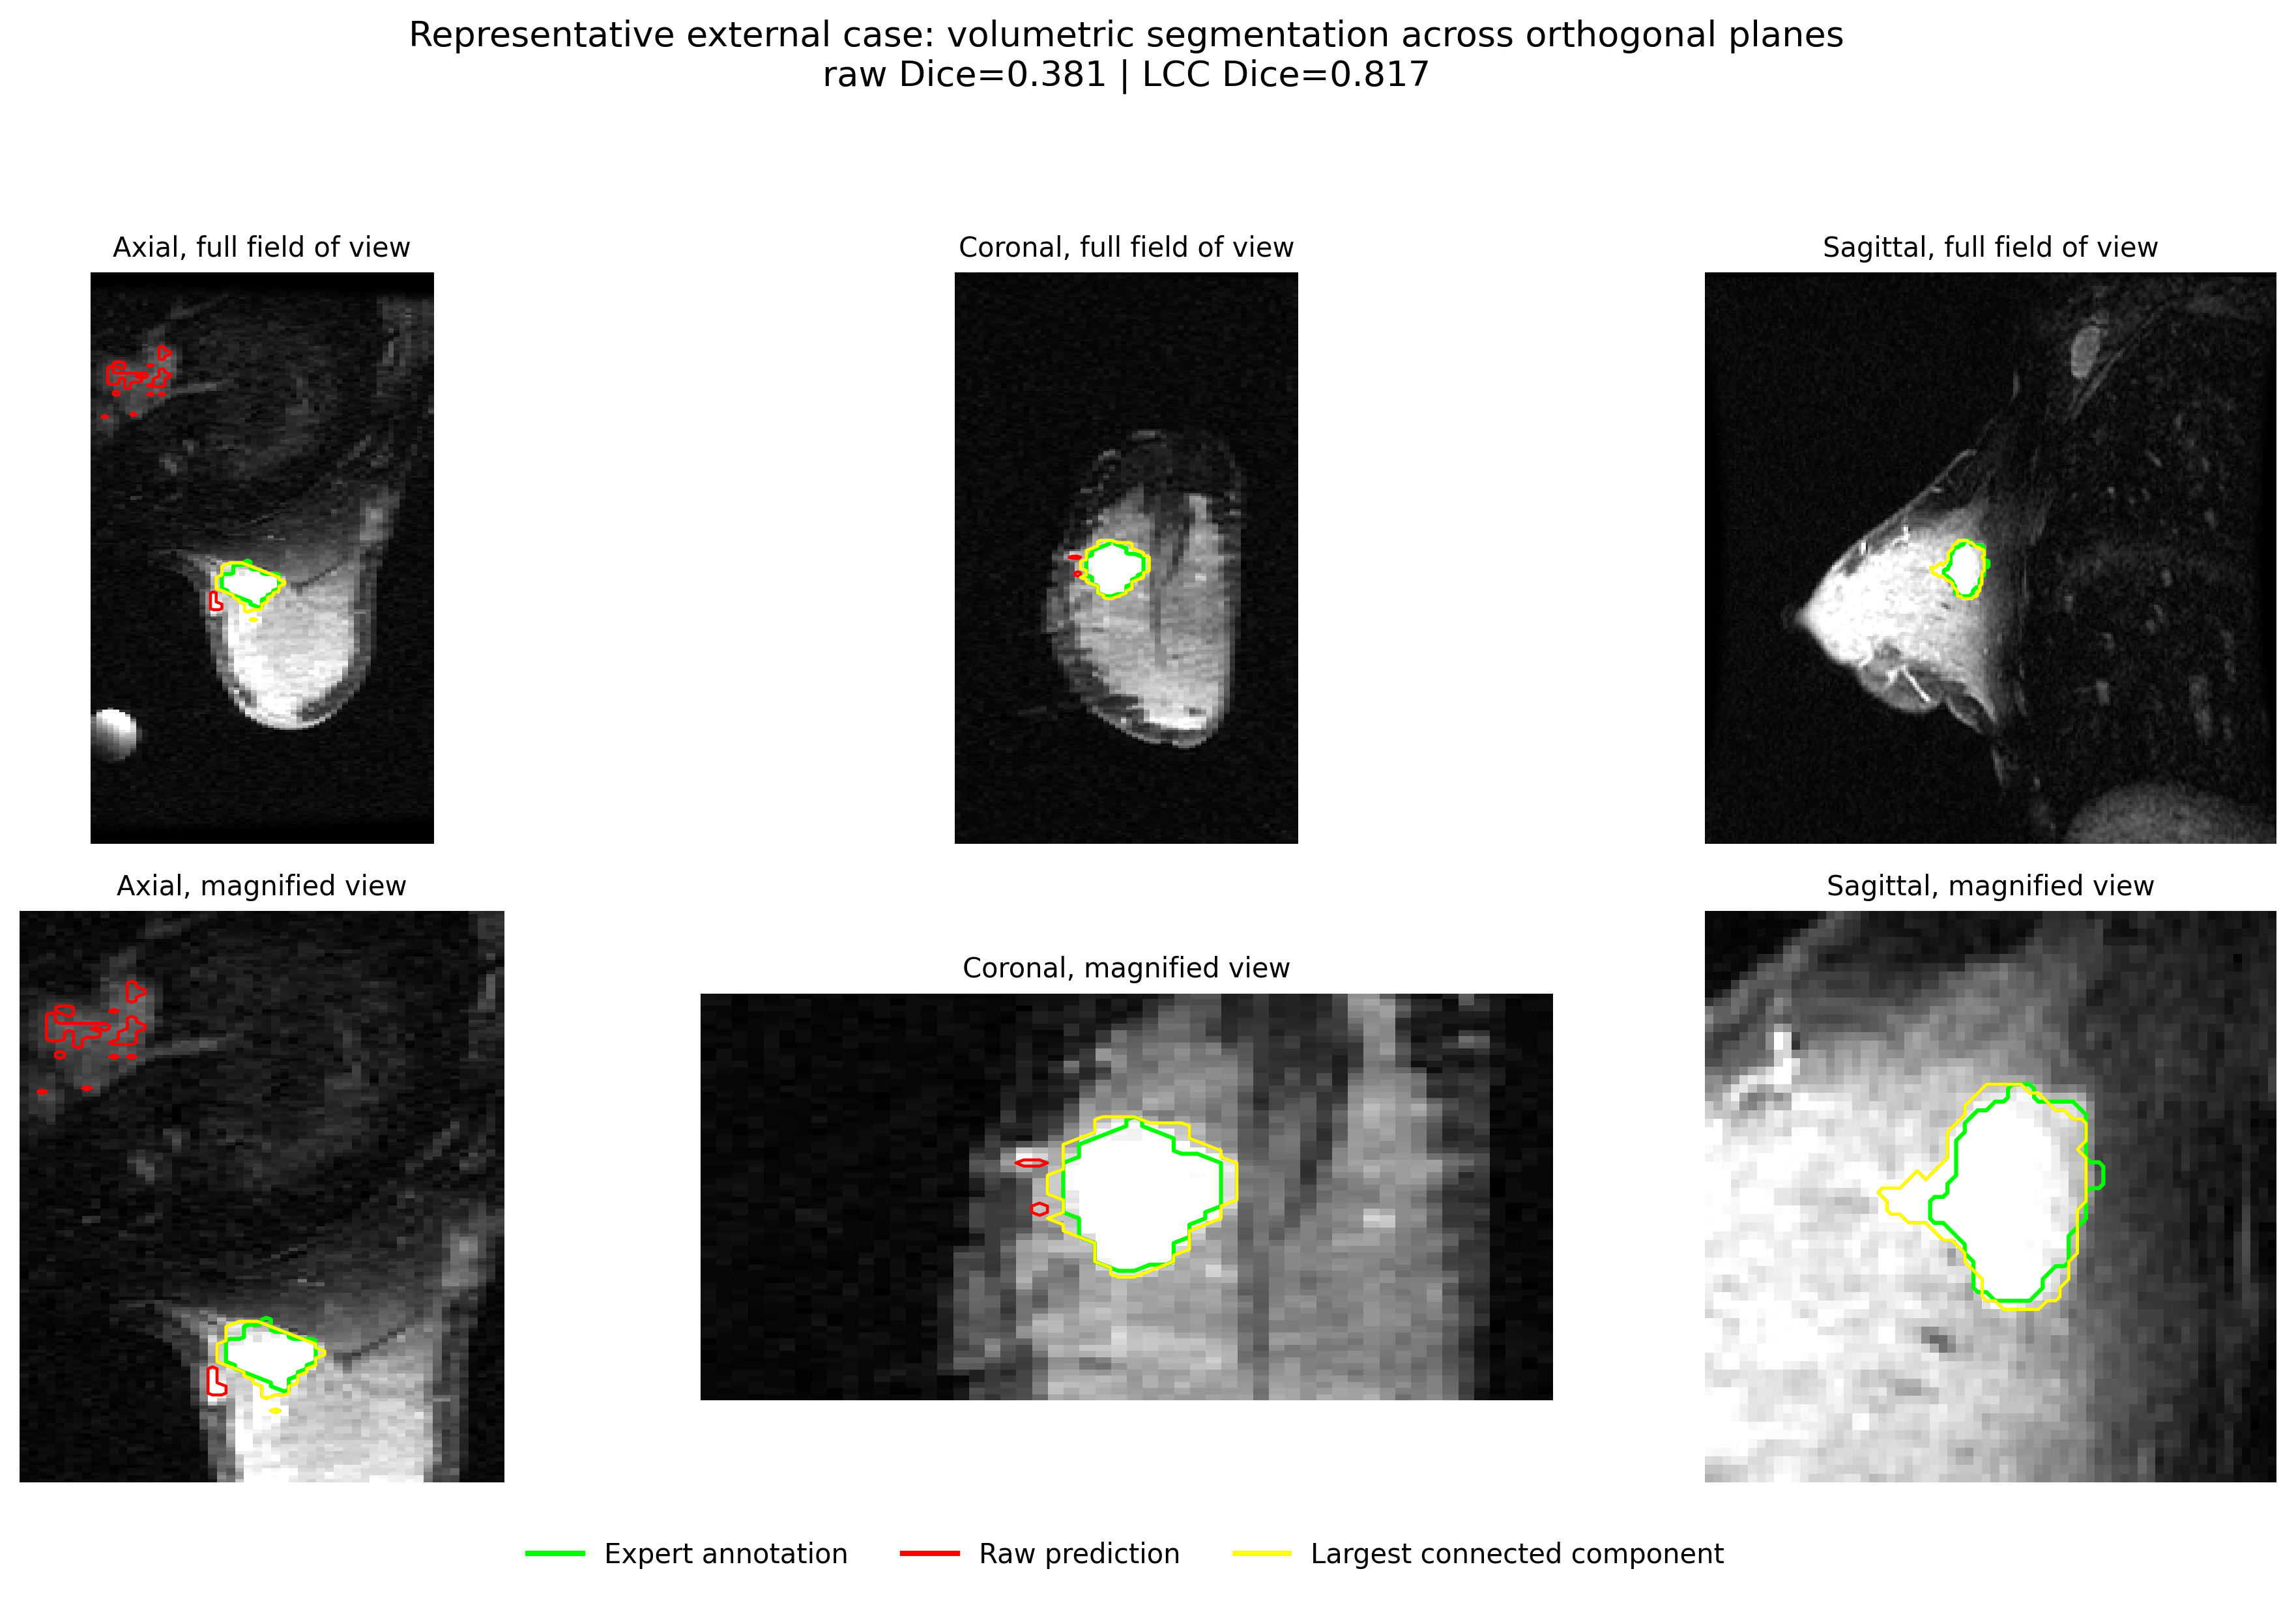 Representative external case: volumetric segmentation across orthogonal planes
raw Dice=0.381 | LCC Dice=0.817
Axial, full field of view
Coronal, full field of view
Sagittal, full field of view
Axial, magnified view
Coronal, magnified view
Sagittal, magnified view
Expert annotation
Raw prediction
Largest connected component